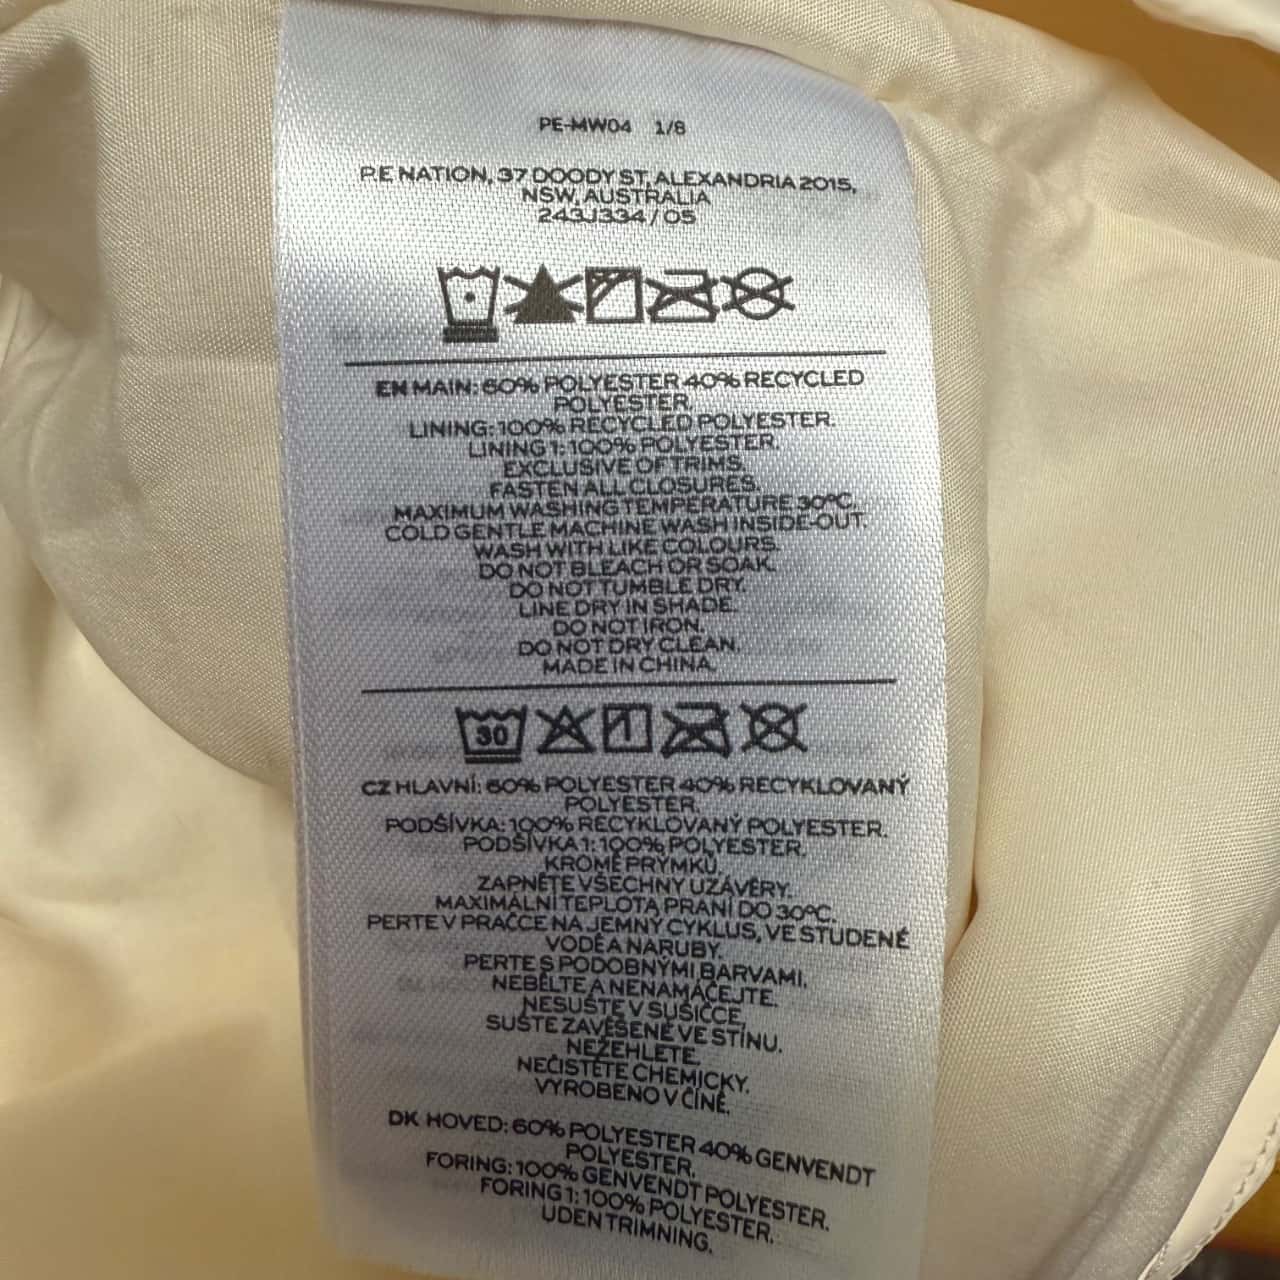 PE-MW04 1/8
P.E NATION, 37 DOODY ST, ALEXANDRIA 2015,
NSW, AUSTRALIA
243J334 / 05
EN MAIN: 60% POLYESTER 40% RECYCLED
POLYESTER.
LINING: 100% RECYCLED POLYESTER.
LINING 1: 100% POLYESTER.
EXCLUSIVE OF TRIMS.
FASTEN ALL CLOSURES.
MAXIMUM WASHING TEMPERATURE 30ºC.
COLD GENTLE MACHINE WASH INSIDE-OUT.
WASH WITH LIKE COLOURS.
DO NOT BLEACH OR SOAK.
DO NOT TUMBLE DRY.
LINE DRY IN SHADE.
DO NOT IRON.
DO NOT DRY CLEAN.
MADE IN CHINA.
30
CZ HLAVNÍ: 60% POLYESTER 40% RECYKLOVANÝ
POLYESTER.
PODŠÍVKA: 100% RECYKLOVANÝ POLYESTER.
PODŠÍVKA 1: 100% POLYESTER.
KROMĚ PRÝMKŮ.
ZAPNĚTE VŠECHNY UZÁVĚRY.
MAXIMÁLNÍ TEPLOTA PRANÍ DO 30ºC.
PERTE V PRAČCE NA JEMNÝ CYKLUS, VE STUDENÉ
VODĚ A NARUBY.
PERTE S PODOBNÝMI BARVAMI.
NEBĚLTE A NENAMÁČEJTE.
NESUŠTE V SUŠIČCE.
SUŠTE ZAVĚŠENÉ VE STÍNU.
NEŽEHLETE.
NEČISTĚTE CHEMICKY.
VYROBENO V ČÍNĚ.
DK HOVED: 60% POLYESTER 40% GENVENDT
POLYESTER.
FORING: 100% GENVENDT POLYESTER.
FORING 1: 100% POLYESTER.
UDEN TRIMNING.